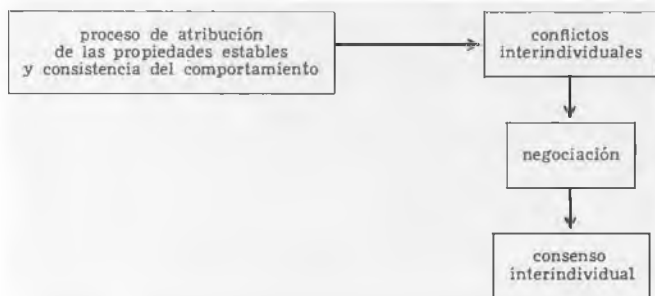 proceso de atribución
de las propiedades estables
y consistencia del comportamiento
conflictos
interindividuales
negociación
consenso
interindividual